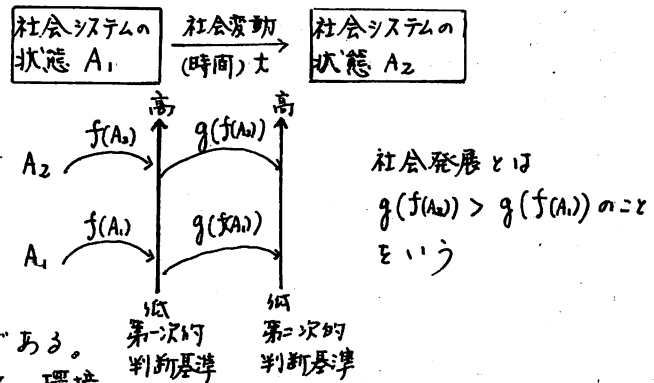 社会システムの
状態 A₁
社会変動
(時間) t
社会システムの
状態 A₂
高
高
f(A₂)
g(f(A₂))
A₂
社会発展とは
g(f(A₂)) > g(f(A₁)) のこと
をいう
f(A₁)
g(f(A₁))
A₁
低
低
第一次的
判断基準
第二次的
判断基準
である。
環境